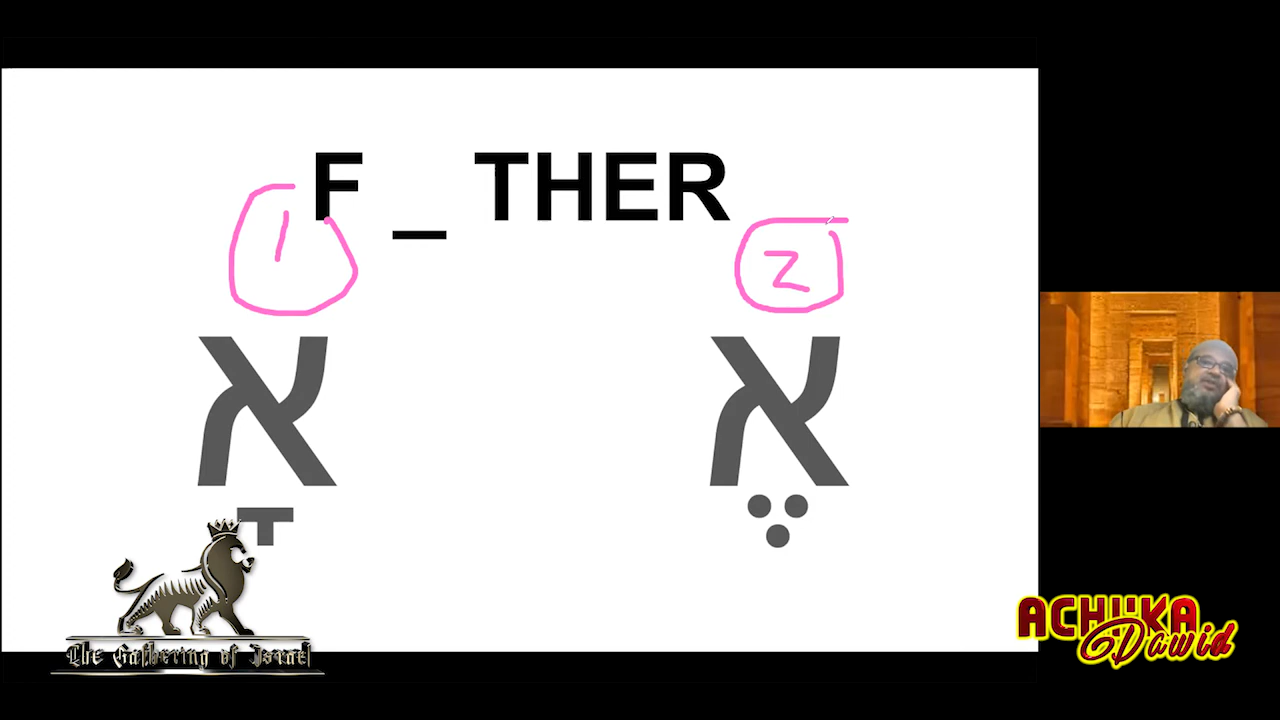 F _ THER
1
2
אָ
אֶ
The Gathering of Israel
ACHUKA
Dawid